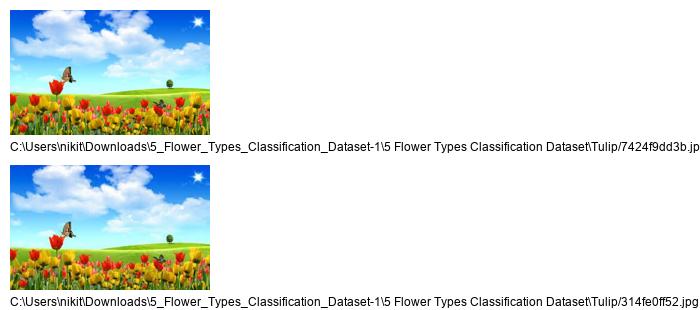 C:\Users\nikit\Downloads\5_Flower_Types_Classification_Dataset-1\5 Flower Types Classification Dataset\Tulip/7424f9dd3b.jp
C:\Users\nikit\Downloads\5_Flower_Types_Classification_Dataset-1\5 Flower Types Classification Dataset\Tulip/314fe0ff52.jpg